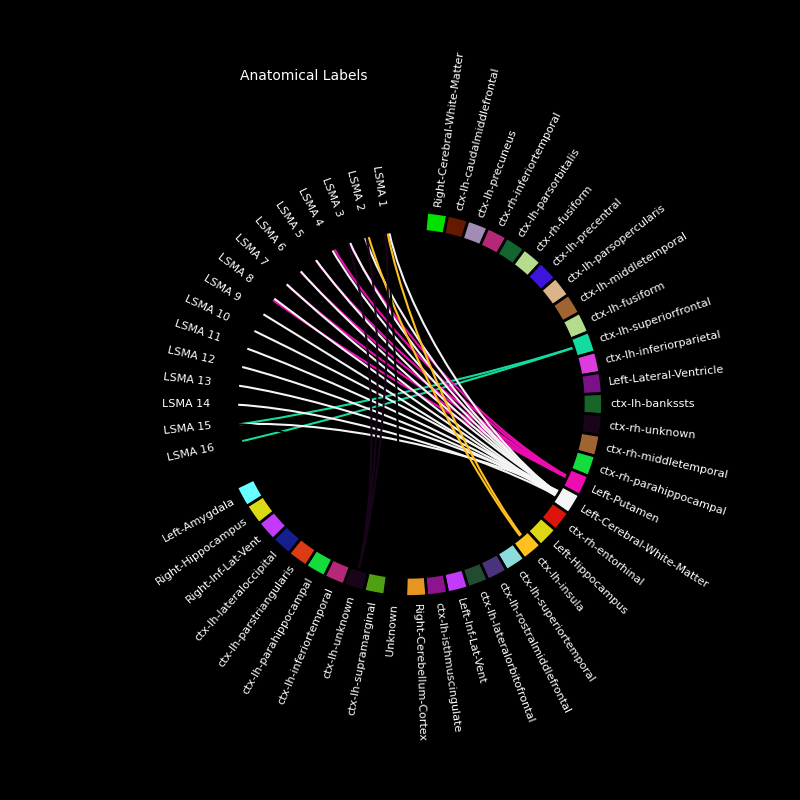 Anatomical Labels
LSMA 1
LSMA 2
LSMA 3
LSMA 4
LSMA 5
LSMA 6
LSMA 7
LSMA 8
LSMA 9
LSMA 10
LSMA 11
LSMA 12
LSMA 13
LSMA 14
LSMA 15
LSMA 16
Right-Cerebral-White-Matter
ctx-lh-caudalmiddlefrontal
ctx-lh-precuneus
ctx-rh-inferiortemporal
ctx-lh-parsorbitalis
ctx-rh-fusiform
ctx-lh-precentral
ctx-lh-parsopercularis
ctx-lh-middletemporal
ctx-lh-fusiform
ctx-lh-superiorfrontal
ctx-lh-inferiorparietal
Left-Lateral-Ventricle
ctx-lh-bankssts
ctx-rh-unknown
ctx-rh-middletemporal
ctx-rh-parahippocampal
Left-Putamen
Left-Cerebral-White-Matter
ctx-rh-entorhinal
Left-Hippocampus
ctx-lh-insula
ctx-lh-superiortemporal
ctx-lh-rostralmiddlefrontal
ctx-lh-lateralorbitofrontal
Left-Inf-Lat-Vent
ctx-lh-isthmuscingulate
Right-Cerebellum-Cortex
Unknown
ctx-lh-supramarginal
ctx-lh-unknown
ctx-lh-inferiortemporal
ctx-lh-parahippocampal
ctx-lh-parstriangularis
ctx-lh-lateraloccipital
Right-Inf-Lat-Vent
Right-Hippocampus
Left-Amygdala